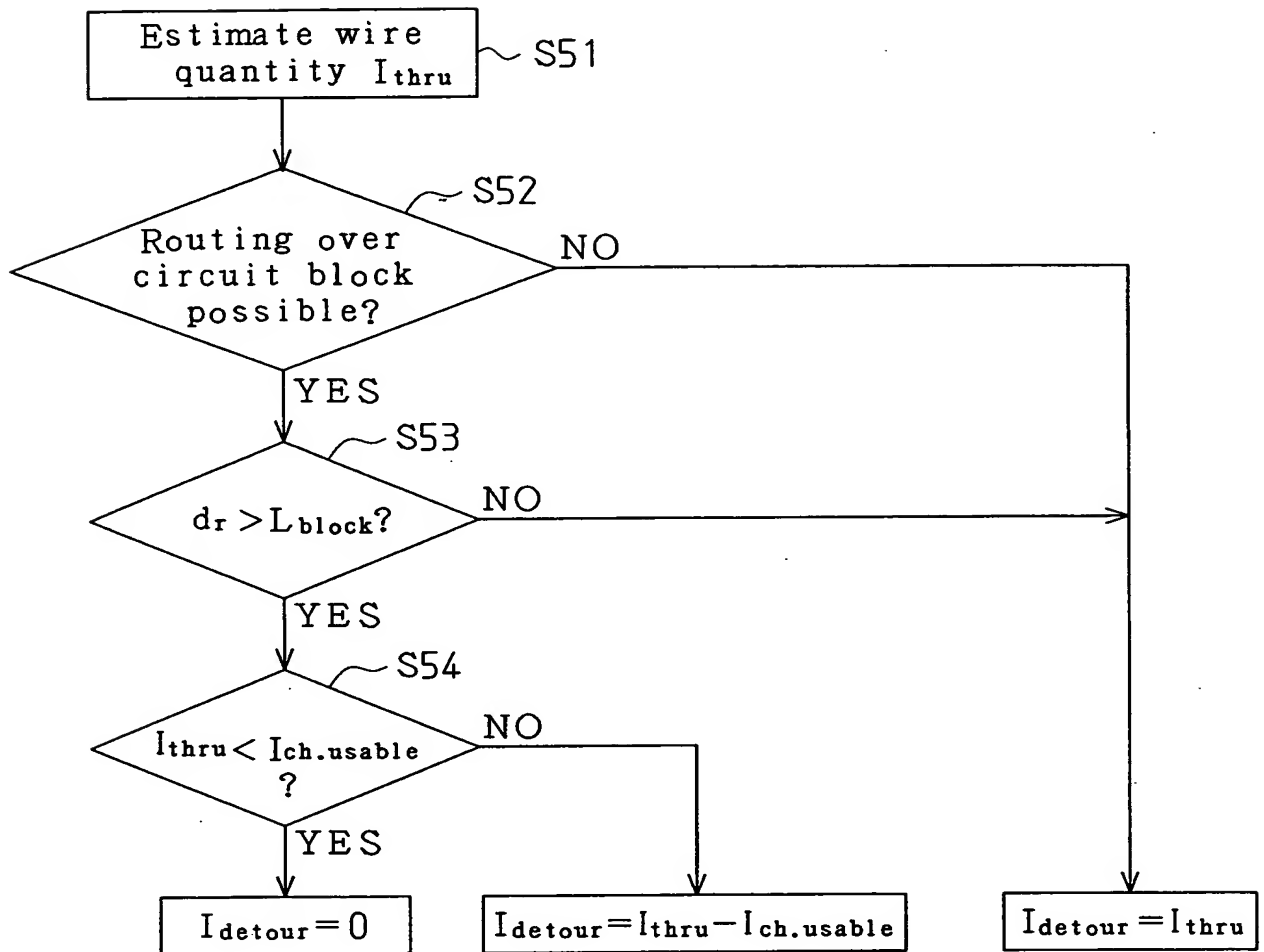 Estimate wire
quantity Ithru
S51
S52
Routing over
circuit block
possible?
NO
YES
S53
dr > Lblock?
NO
YES
S54
Ithru < Ich.usable
?
NO
YES
Idetour = 0
Idetour = Ithru − Ich.usable
Idetour = Ithru